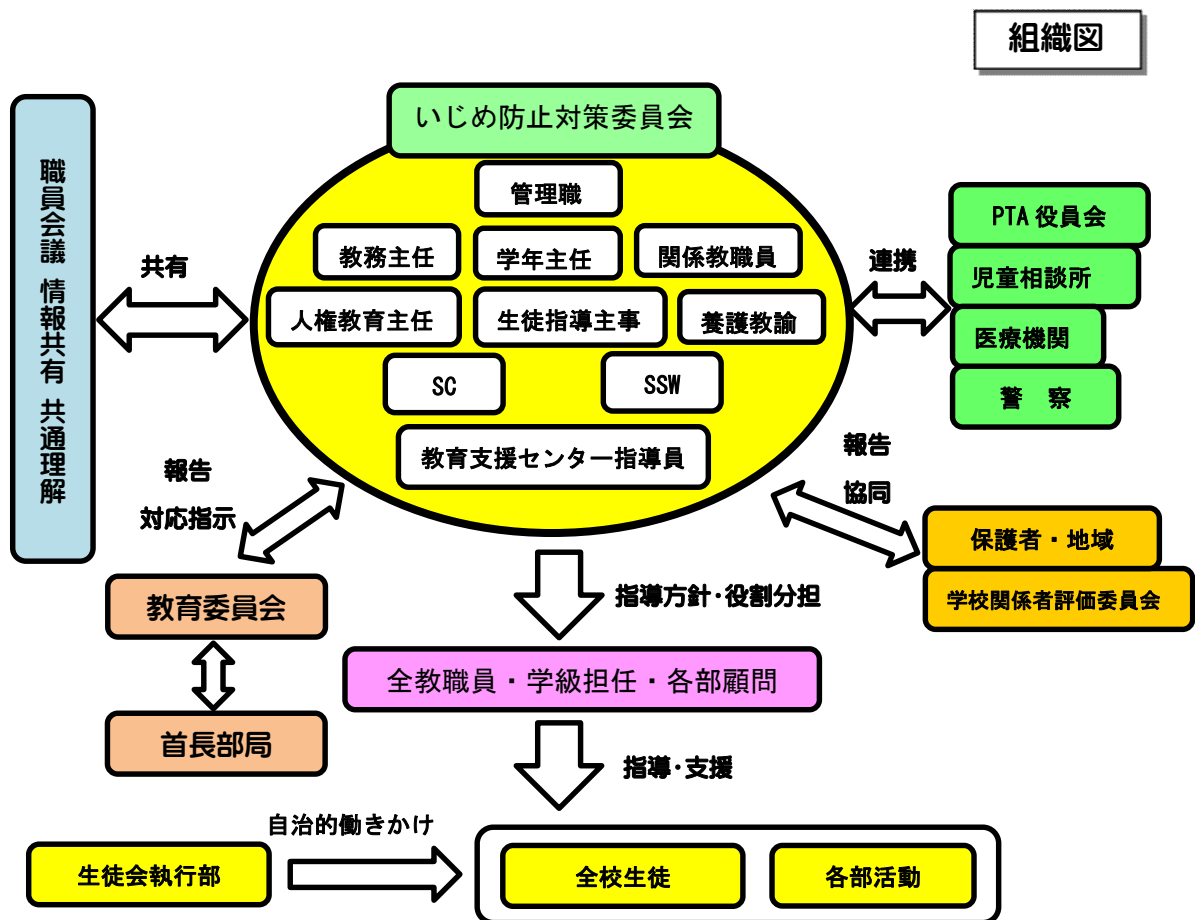 組織図
いじめ防止対策委員会
管理職
教務主任
学年主任
関係教職員
人権教育主任
生徒指導主事
養護教諭
SC
SSW
教育支援センター指導員
職員会議 情報共有 共通理解
共有
連携
PTA 役員会
児童相談所
医療機関
警 察
報告
対応指示
報告
協同
保護者・地域
学校関係者評価委員会
教育委員会
首長部局
指導方針・役割分担
全教職員・学級担任・各部顧問
指導・支援
自治的働きかけ
生徒会執行部
全校生徒
各部活動